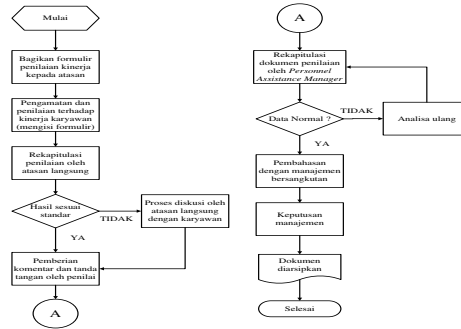 Mulai
Bagikan formulir
penilaian kinerja
kepada atasan
Pengamatan dan
penilaian terhadap
kinerja karyawan
(mengisi formulir)
Rekapitulasi
penilaian oleh
atasan langsung
Hasil sesuai
standar
TIDAK
Proses diskusi oleh
atasan langsung
dengan karyawan
YA
Pemberian
komentar dan tanda
tangan oleh penilai
A
A
Rekapitulasi
dokumen penilaian
oleh Personnel
Assistance Manager
Data Normal ?
TIDAK
Analisa ulang
YA
Pembahasan
dengan manajemen
bersangkutan
Keputusan
manajemen
Dokumen
diarsipkan
Selesai